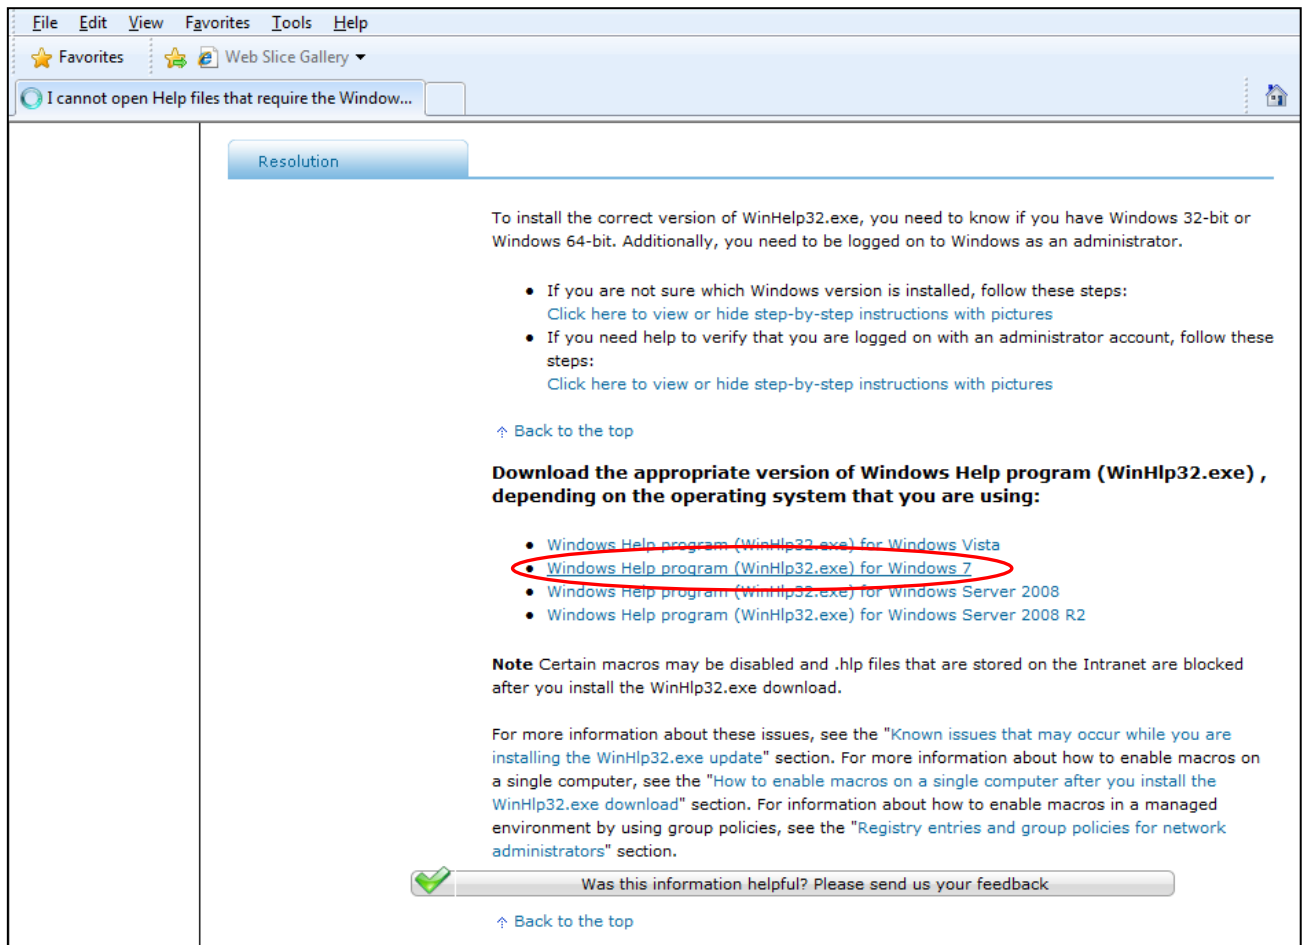 File Edit View Favorites Tools Help
Favorites Web Slice Gallery
I cannot open Help files that require the Window...
Resolution
To install the correct version of WinHelp32.exe, you need to know if you have Windows 32-bit or
Windows 64-bit. Additionally, you need to be logged on to Windows as an administrator.
• If you are not sure which Windows version is installed, follow these steps:
Click here to view or hide step-by-step instructions with pictures
• If you need help to verify that you are logged on with an administrator account, follow these
steps:
Click here to view or hide step-by-step instructions with pictures
Back to the top
Download the appropriate version of Windows Help program (WinHlp32.exe) ,
depending on the operating system that you are using:
• Windows Help program (WinHlp32.exe) for Windows Vista
• Windows Help program (WinHlp32.exe) for Windows 7
• Windows Help program (WinHlp32.exe) for Windows Server 2008
• Windows Help program (WinHlp32.exe) for Windows Server 2008 R2
Note Certain macros may be disabled and .hlp files that are stored on the Intranet are blocked
after you install the WinHlp32.exe download.
For more information about these issues, see the "Known issues that may occur while you are
installing the WinHlp32.exe update" section. For more information about how to enable macros on
a single computer, see the "How to enable macros on a single computer after you install the
WinHlp32.exe download" section. For information about how to enable macros in a managed
environment by using group policies, see the "Registry entries and group policies for network
administrators" section.
Was this information helpful? Please send us your feedback
Back to the top